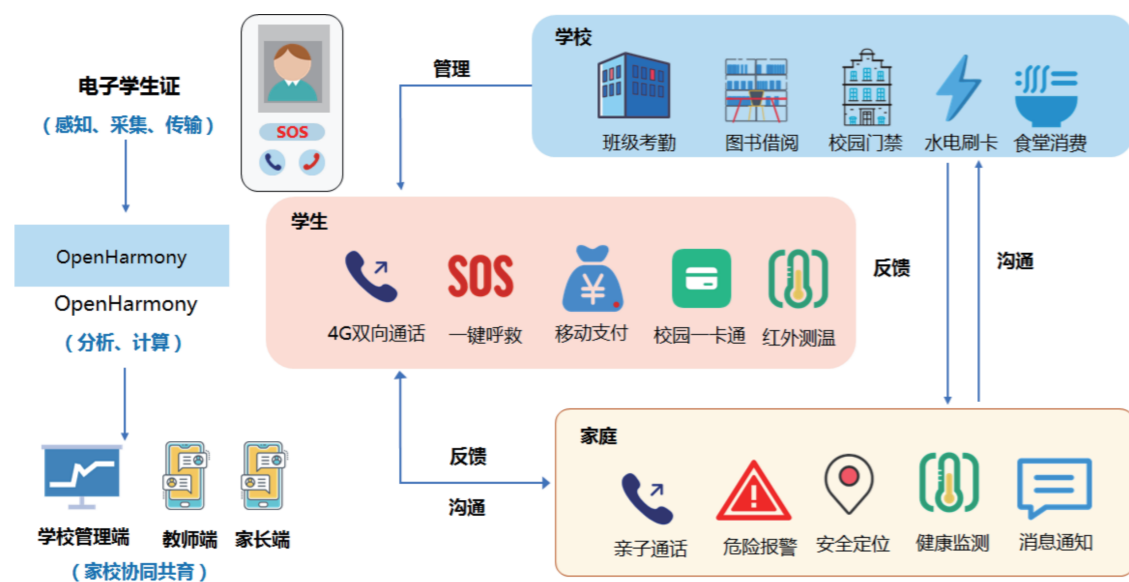 电子学生证
（感知、采集、传输）
OpenHarmony
OpenHarmony
（分析、计算）
学校管理端
教师端
家长端
（家校协同共育）
SOS
管理
学校
班级考勤
图书借阅
校园门禁
水电刷卡
食堂消费
学生
SOS
4G双向通话
一键呼救
移动支付
校园一卡通
红外测温
反馈
沟通
反馈
沟通
家庭
亲子通话
危险报警
安全定位
健康监测
消息通知